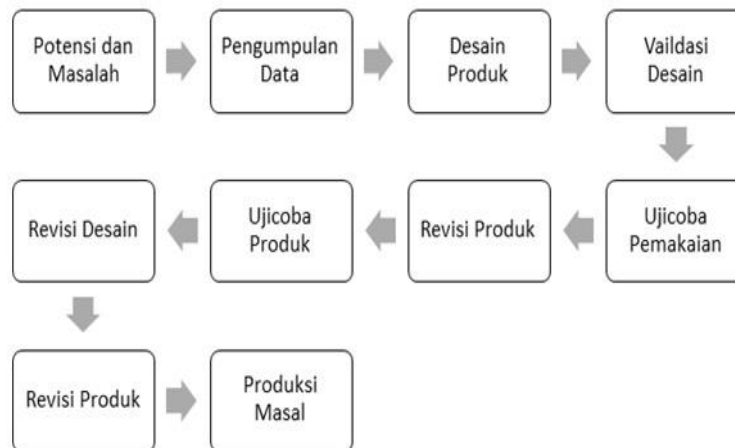 Potensi dan
Masalah
Pengumpulan
Data
Desain
Produk
Vaildasi
Desain
Ujicoba
Pemakaian
Revisi Produk
Ujicoba
Produk
Revisi Desain
Revisi Produk
Produksi
Masal